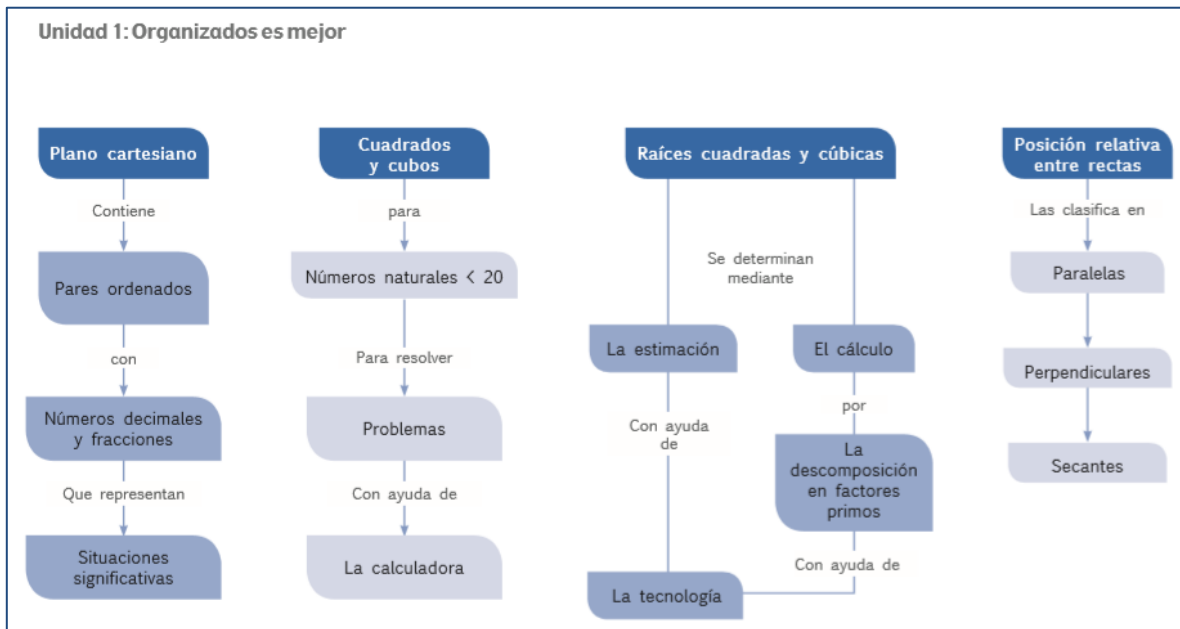 Unidad 1: Organizados es mejor
Plano cartesiano
Contiene
Pares ordenados
con
Números decimales
y fracciones
Que representan
Situaciones
significativas
Cuadrados
y cubos
para
Números naturales < 20
Para resolver
Problemas
Con ayuda de
La calculadora
Raíces cuadradas y cúbicas
Se determinan
mediante
La estimación
Con ayuda
de
El cálculo
por
La
descomposición
en factores
primos
Con ayuda de
La tecnología
Posición relativa
entre rectas
Las clasifica en
Paralelas
Perpendiculares
Secantes